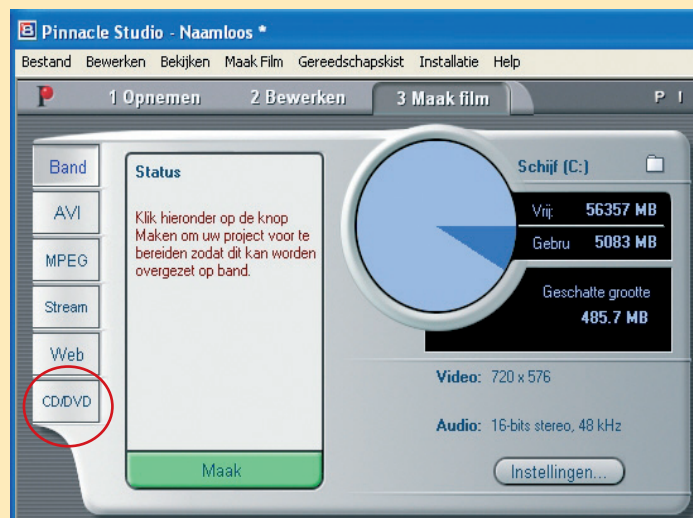 Pinnacle Studio - Naamloos *
Bestand Bewerken Bekijken Maak Film Gereedschapskist Installatie Help
1 Opnemen 2 Bewerken 3 Maak film P I
Band
AVI
MPEG
Stream
Web
CD/DVD
Status
Klik hieronder op de knop
Maken om uw project voor te
bereiden zodat dit kan worden
overgezet op band.
Maak
Schijf (C:)
Vrij: 56357 MB
Gebru 5083 MB
Geschatte grootte
485.7 MB
Video: 720 x 576
Audio: 16-bits stereo, 48 kHz
Instellingen...